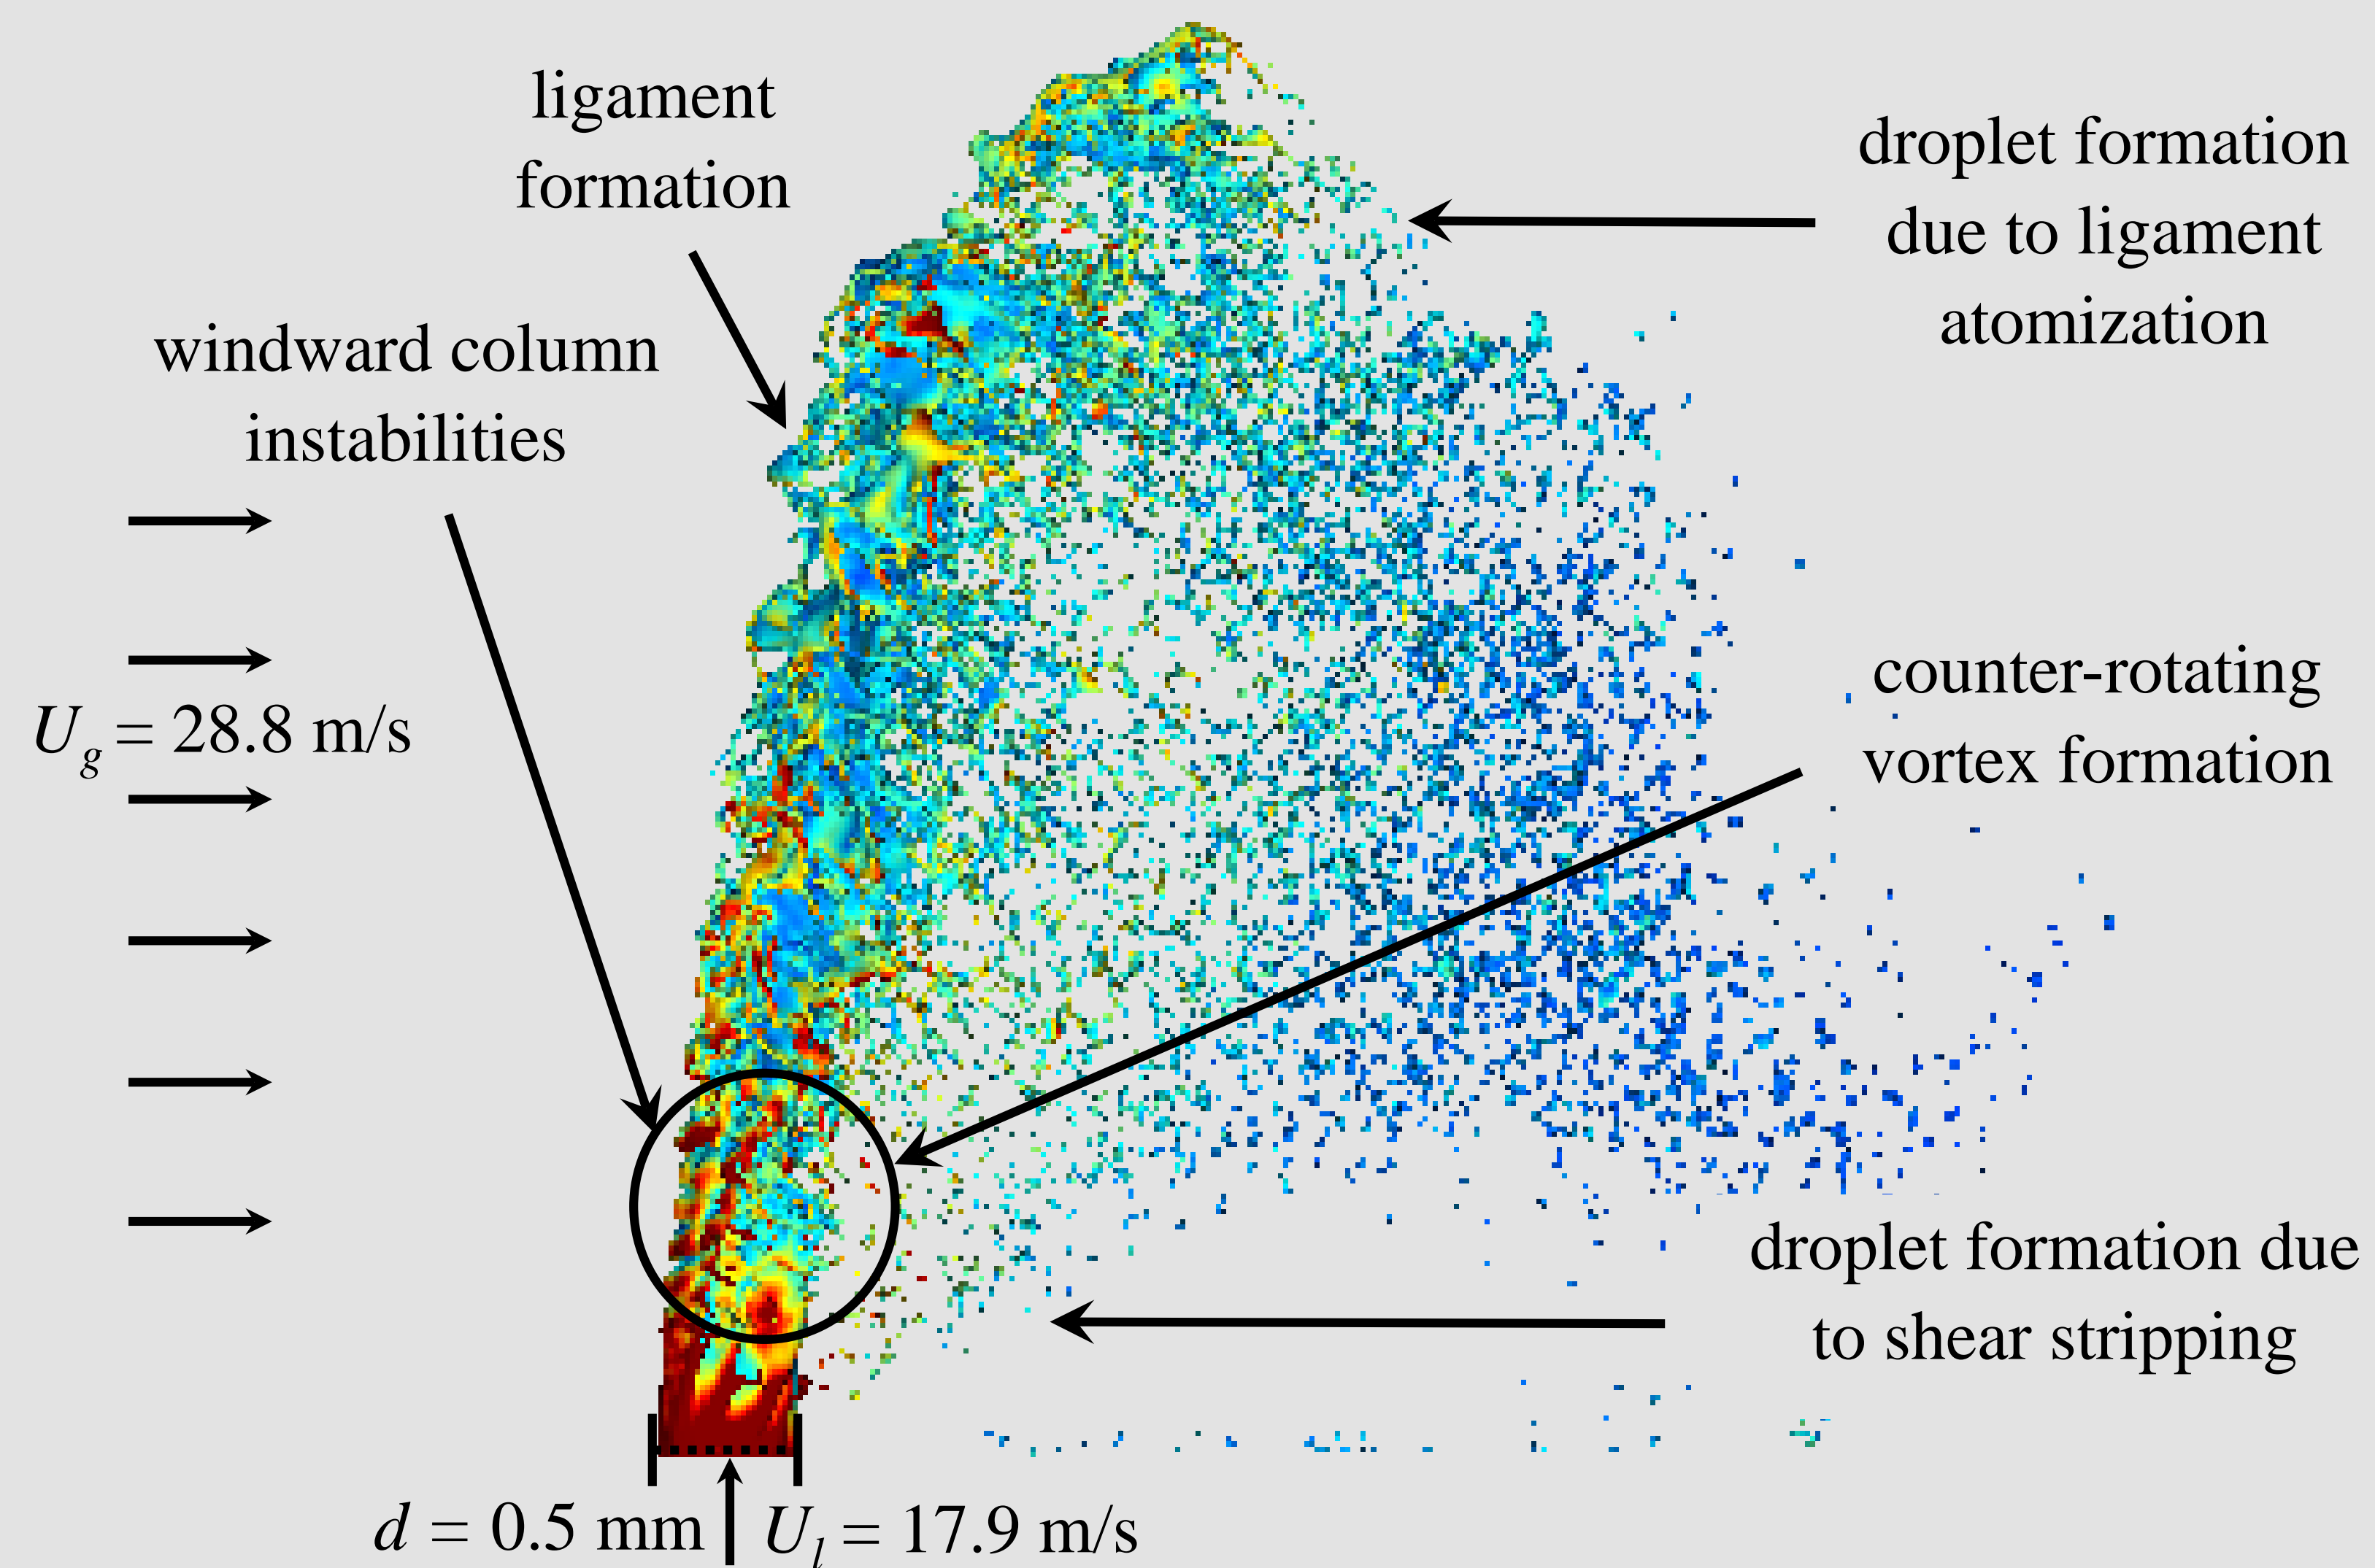 ligament
formation
droplet formation
due to ligament
atomization
windward column
instabilities
counter-rotating
vortex formation
U_g = 28.8 m/s
droplet formation due
to shear stripping
d = 0.5 mm
U_l = 17.9 m/s